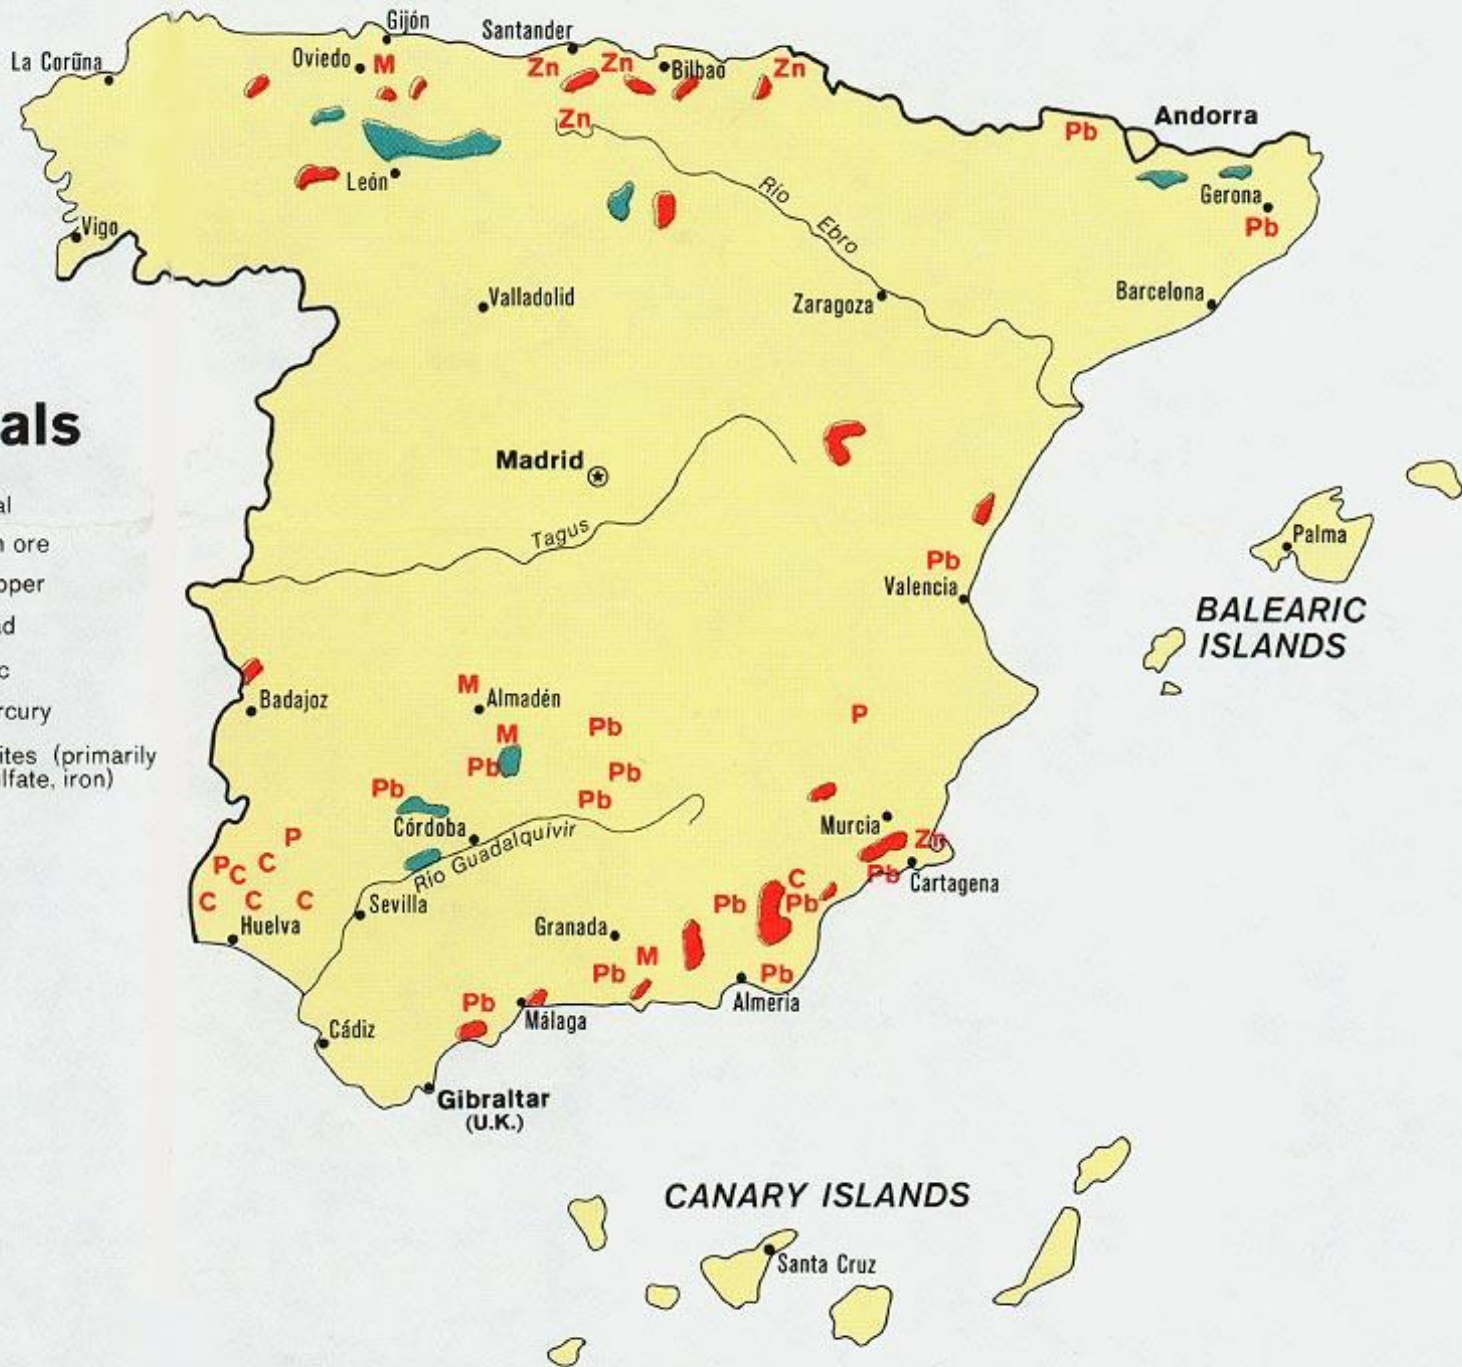 Gijón
Santander
La Corũna
Oviedo
M
Zn
Zn
Bilbao
Zn
Zn
Pb
Andorra
León
Río Ebro
Gerona
Pb
Vigo
Valladolid
Zaragoza
Barcelona
als
Madrid
Tagus
al
n ore
pper
ad
c
rcury
ites (primarily
lfate, iron)
Pb
Valencia
Palma
BALEARIC
ISLANDS
Badajoz
M
Almadén
M
Pb
Pb
P
Pb
Pb
Pb
Córdoba
Río Guadalquivir
Murcia
Zn
Pb
Cartagena
P
P
C
C
C
C
C
Huelva
Sevilla
Granada
Pb
C
Pb
M
Pb
Pb
Almería
Pb
Málaga
Cádiz
Gibraltar
(U.K.)
CANARY ISLANDS
Santa Cruz